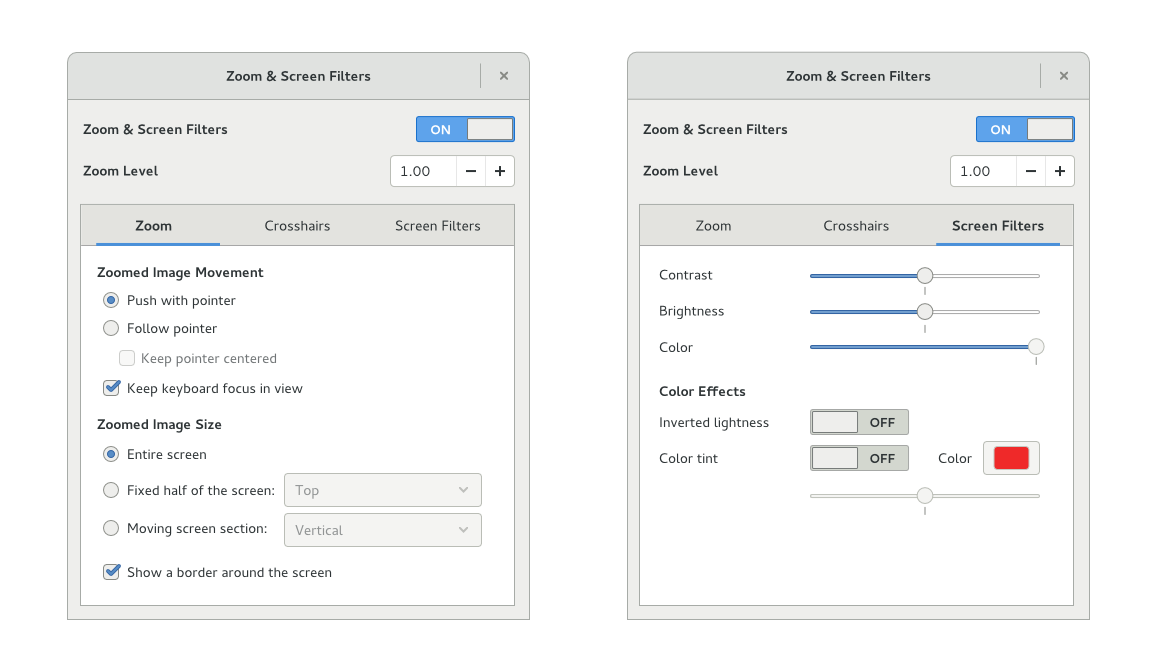 Zoom & Screen Filters
×
Zoom & Screen Filters
ON
Zoom Level
1.00 − +
Zoom Crosshairs Screen Filters
Zoomed Image Movement
Push with pointer
Follow pointer
Keep pointer centered
Keep keyboard focus in view
Zoomed Image Size
Entire screen
Fixed half of the screen: Top
Moving screen section: Vertical
Show a border around the screen
Zoom & Screen Filters
×
Zoom & Screen Filters
ON
Zoom Level
1.00 − +
Zoom Crosshairs Screen Filters
Contrast
Brightness
Color
Color Effects
Inverted lightness OFF
Color tint OFF Color